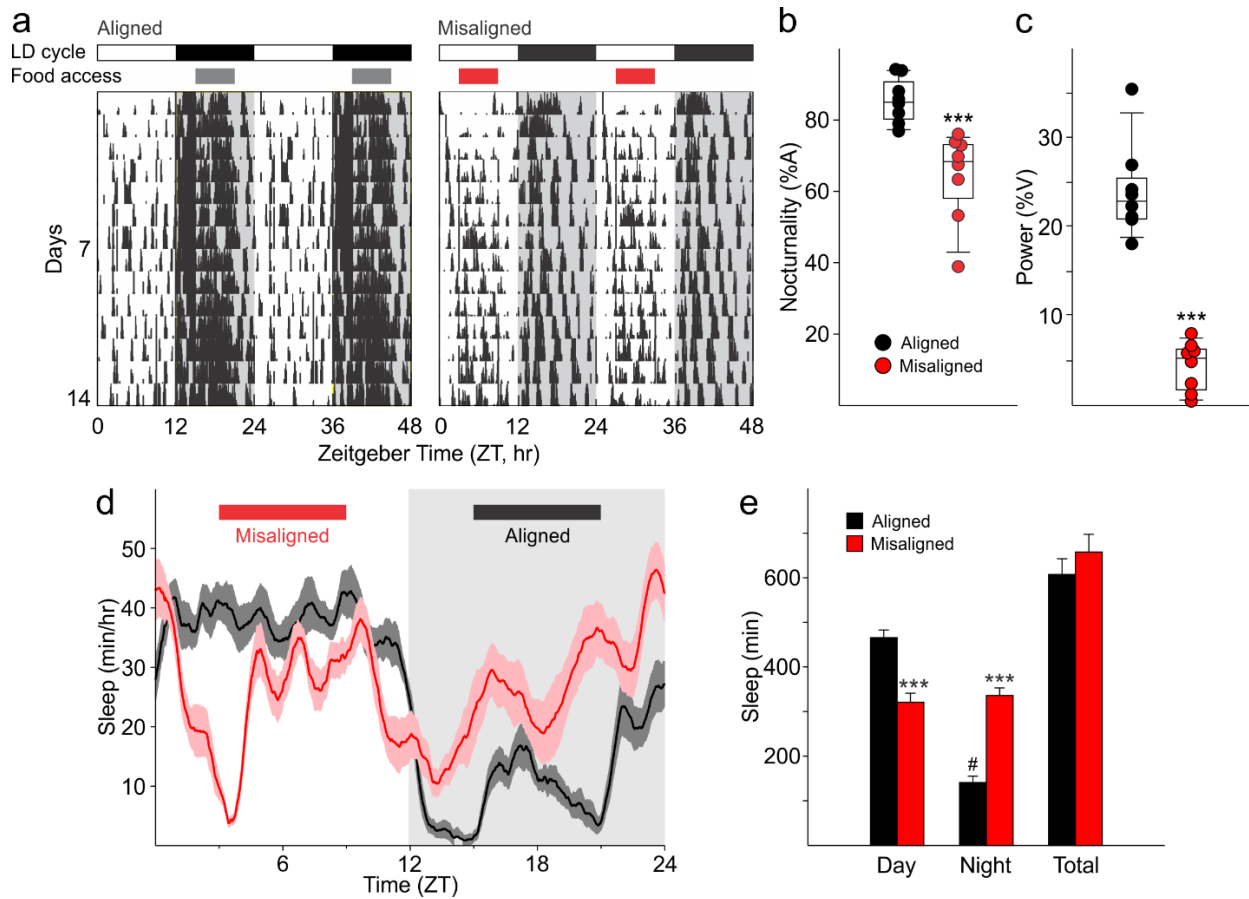 a
Aligned
Misaligned
LD cycle
Food access
Days
7
14
0 12 24 36 48 0 12 24 36 48
Zeitgeber Time (ZT, hr)
b
Nocturnality (%A)
80
60
40
20
***
Aligned
Misaligned
c
Power (%V)
30
20
10
***
d
Misaligned
Aligned
Sleep (min/hr)
50
40
30
20
10
6 12 18 24
Time (ZT)
e
Aligned
Misaligned
Sleep (min)
600
400
200
***
#
***
Day Night Total